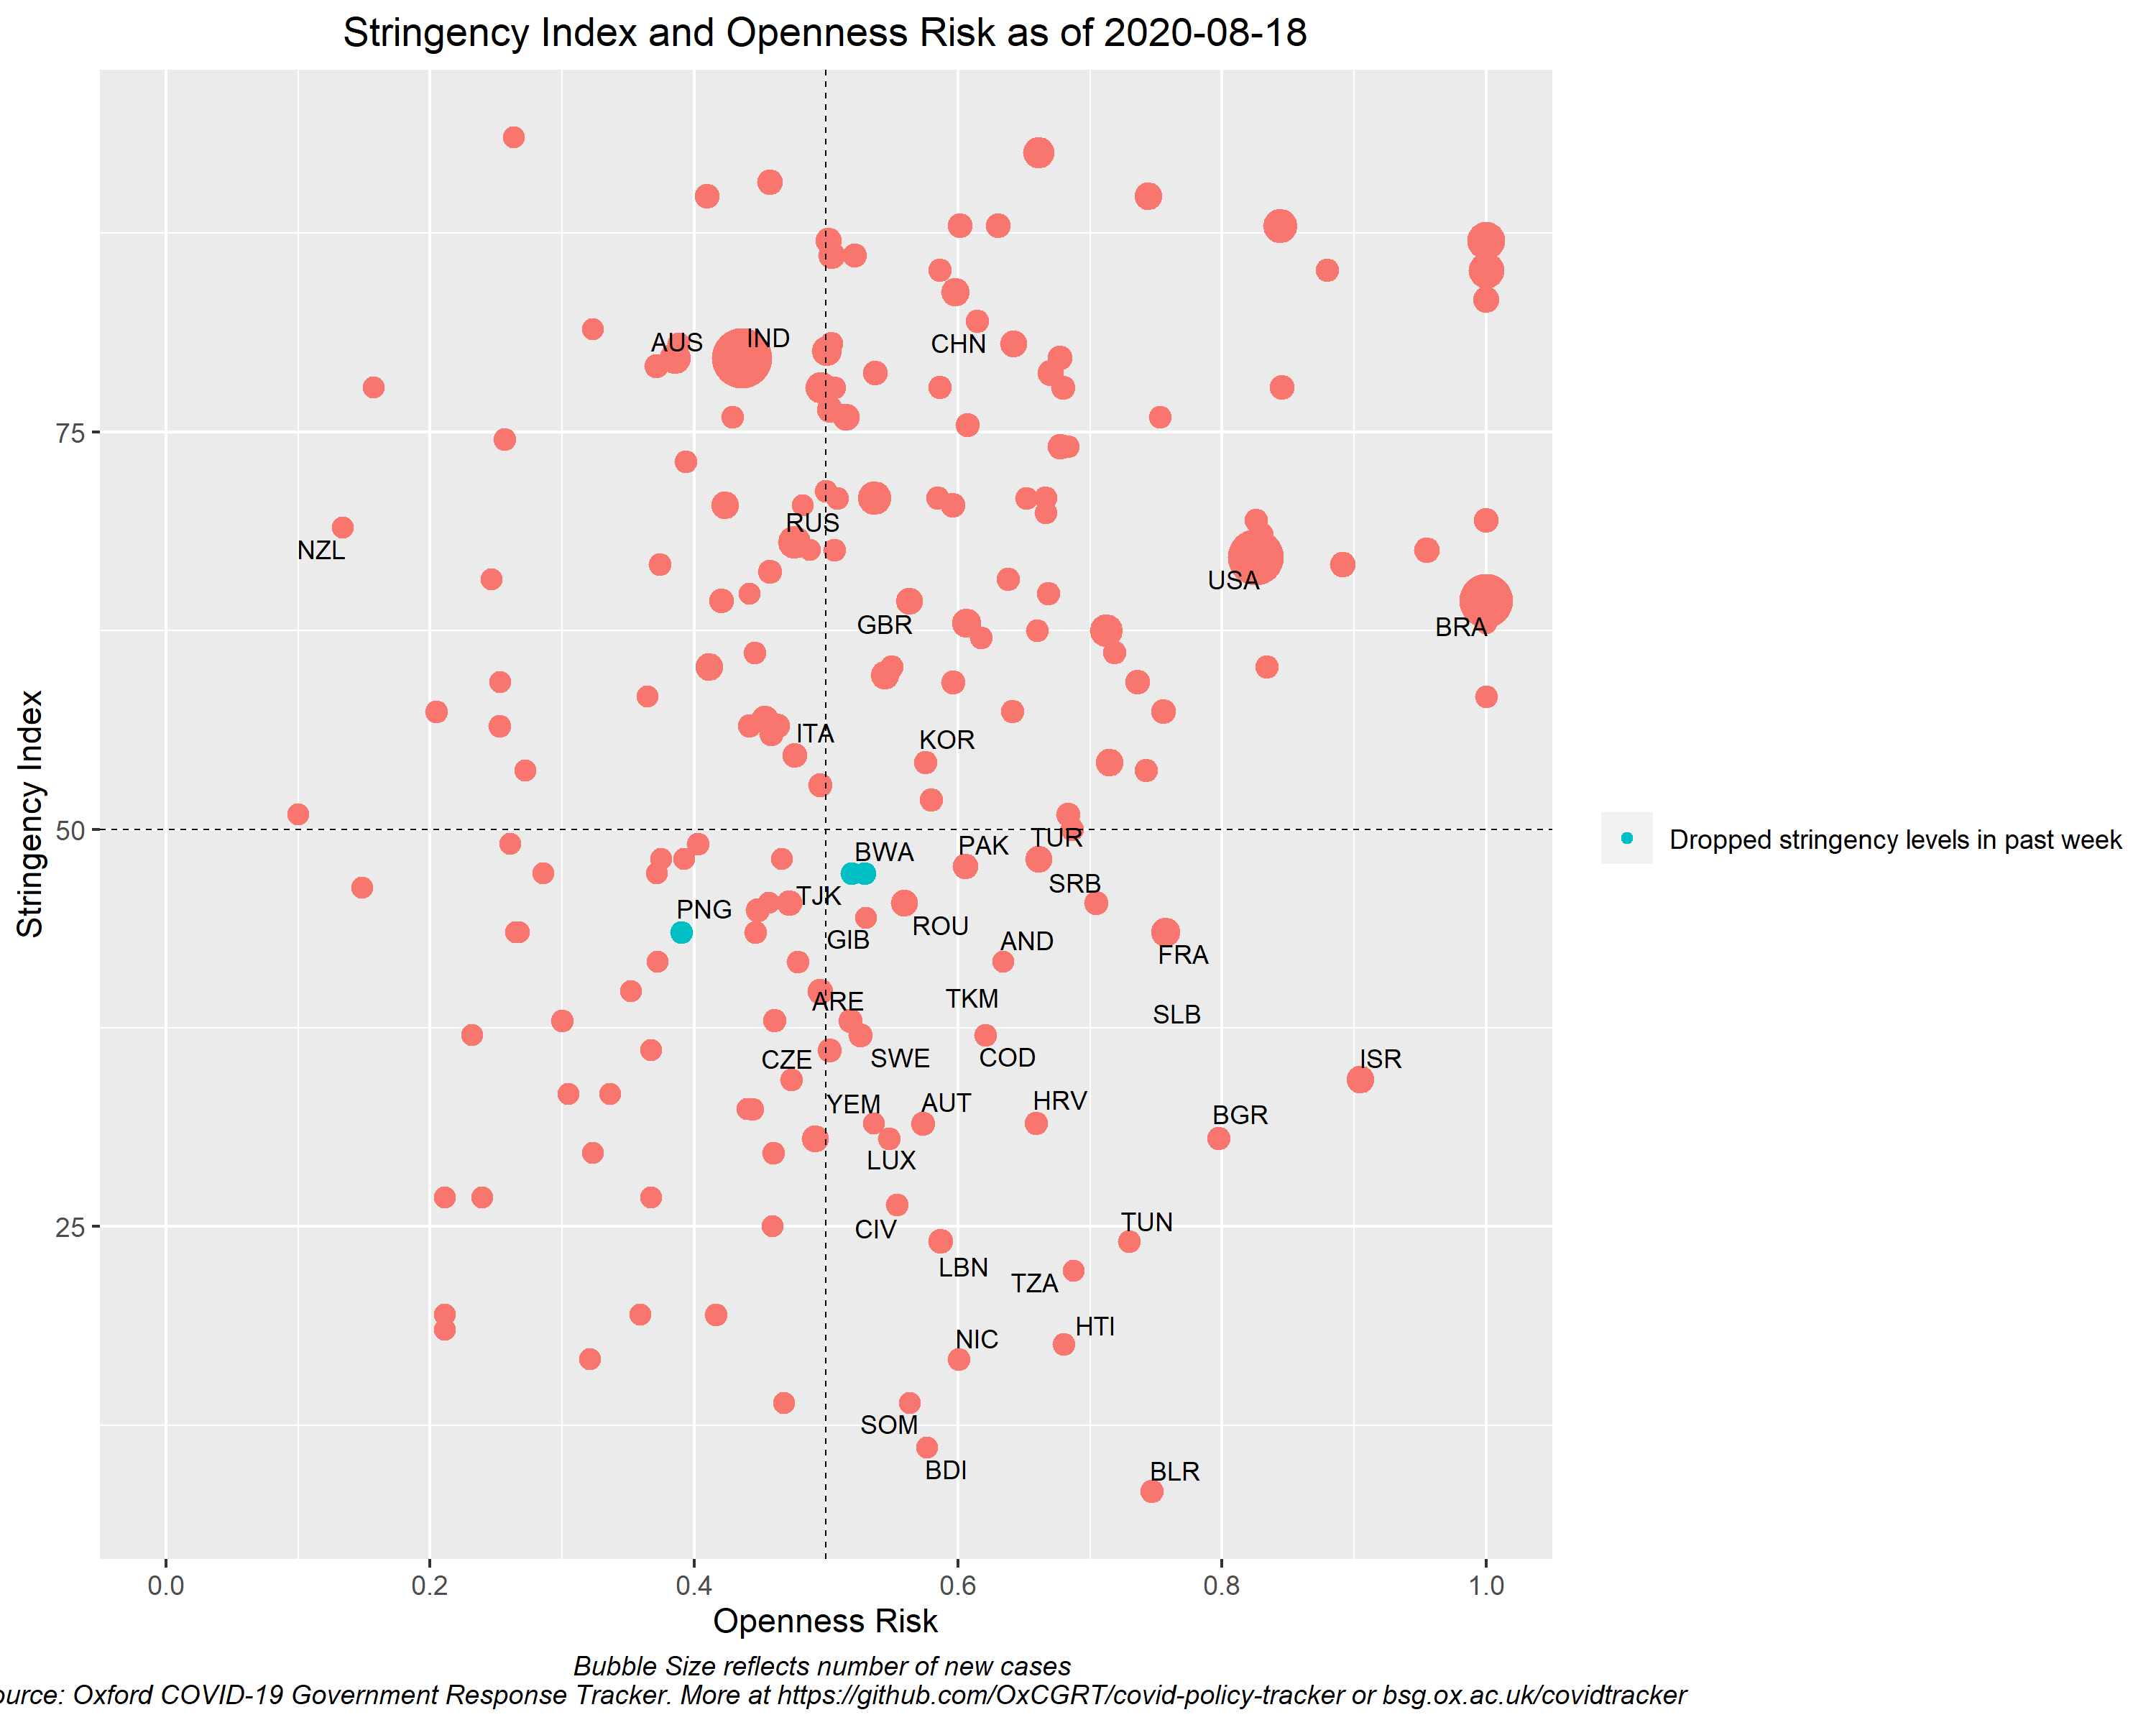 Stringency Index and Openness Risk as of 2020-08-18
Stringency Index
75
50
25
AUS
IND
CHN
NZL
RUS
USA
GBR
BRA
ITA
KOR
BWA
PAK
TUR
SRB
TJK
PNG
GIB
ROU
AND
FRA
ARE
TKM
SLB
CZE
SWE
COD
ISR
YEM
AUT
HRV
BGR
LUX
CIV
TUN
LBN
TZA
NIC
HTI
SOM
BDI
BLR
Dropped stringency levels in past week
0.0 0.2 0.4 0.6 0.8 1.0
Openness Risk
Bubble Size reflects number of new cases
ource: Oxford COVID-19 Government Response Tracker. More at https://github.com/OxCGRT/covid-policy-tracker or bsg.ox.ac.uk/covidtracker